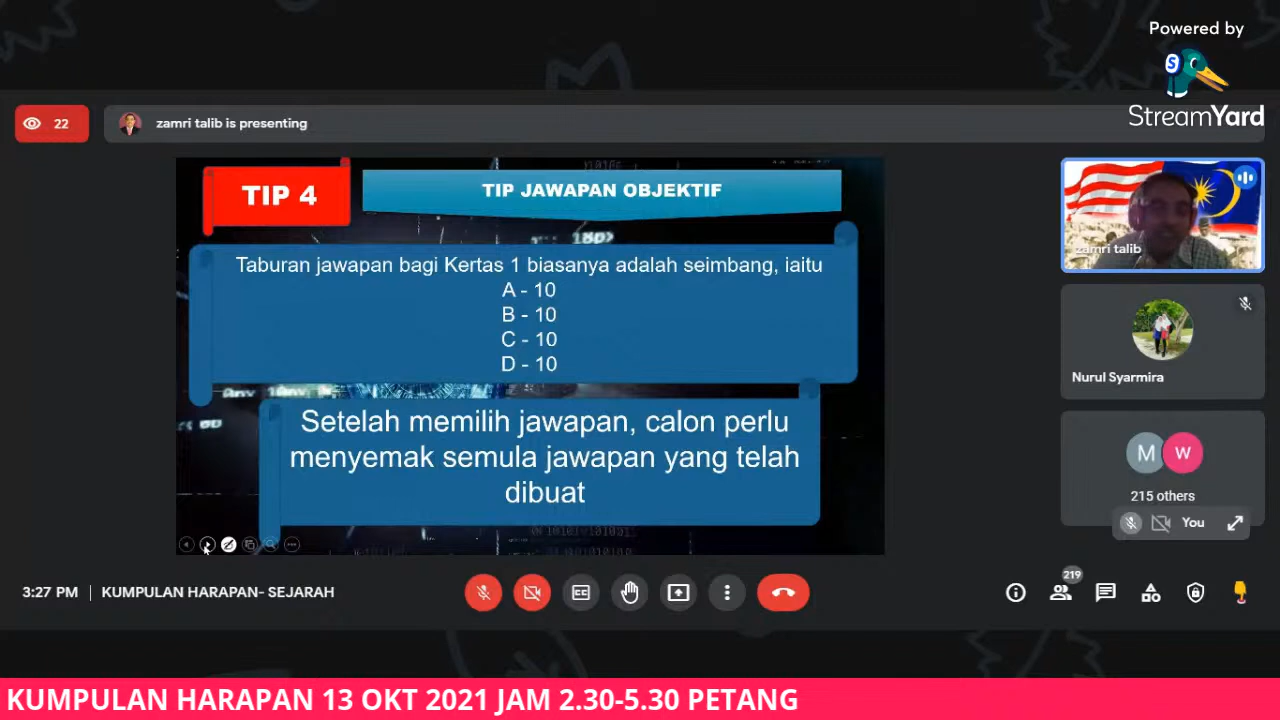 Powered by
StreamYard
22
zamri talib is presenting
TIP 4
TIP JAWAPAN OBJEKTIF
Taburan jawapan bagi Kertas 1 biasanya adalah seimbang, iaitu
A - 10
B - 10
C - 10
D - 10
Setelah memilih jawapan, calon perlu
menyemak semula jawapan yang telah
dibuat
zamri talib
Nurul Syarmira
M W
215 others
You
3:27 PM | KUMPULAN HARAPAN- SEJARAH
219
KUMPULAN HARAPAN 13 OKT 2021 JAM 2.30-5.30 PETANG